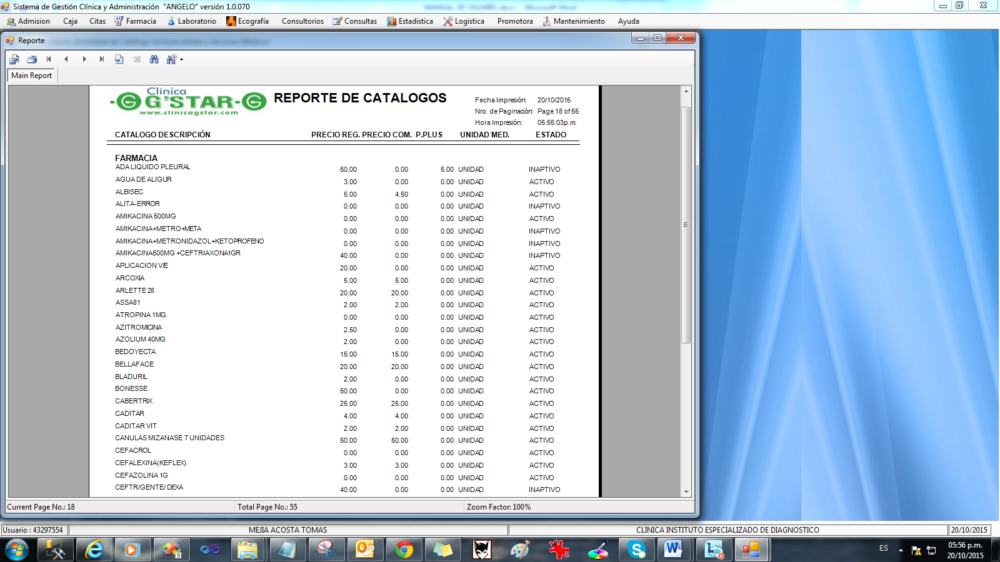 Sistema de Gestión Clínica y Administración "ANGELO" versión 1.0.070
Admision Caja Citas Farmacia Laboratorio Ecografía Consultorios Consultas Estadistica Logistica Promotora Mantenimiento Ayuda
Reporte
Main Report
Clínica
G'STAR
www.clinicagstar.com
REPORTE DE CATALOGOS
Fecha Impresión: 20/10/2015
Nro. de Paginación: Page 18 of 55
Hora Impresión: 05:55:03p.m.
CATALOGO DESCRIPCIÓN PRECIO REG. PRECIO COM. P.PLUS UNIDAD MED. ESTADO
FARMACIA
ADA LIQUIDO PLEURAL 50.00 0.00 5.00 UNIDAD INAPTIVO
AGUA DE ALIGUR 3.00 0.00 0.00 UNIDAD ACTIVO
ALBISEC 5.00 4.50 0.00 UNIDAD ACTIVO
ALITA-ERROR 0.00 0.00 0.00 UNIDAD INAPTIVO
AMIKACINA 500MG 0.00 0.00 0.00 UNIDAD ACTIVO
AMIKACINA+METRO+META 0.00 0.00 0.00 UNIDAD INAPTIVO
AMIKACINA+METRONIDAZOL+KETOPROFENO 0.00 0.00 0.00 UNIDAD INAPTIVO
AMIKACINA500MG +CEFTRIAXONA1GR 40.00 0.00 0.00 UNIDAD INAPTIVO
APLICACION V/E 20.00 0.00 0.00 UNIDAD ACTIVO
ARCOXIA 5.00 5.00 0.00 UNIDAD ACTIVO
ARLETTE 28 20.00 20.00 0.00 UNIDAD ACTIVO
ASSA81 2.00 2.00 0.00 UNIDAD ACTIVO
ATROPINA 1MG 0.00 0.00 0.00 UNIDAD ACTIVO
AZITROMICINA 2.50 0.00 0.00 UNIDAD ACTIVO
AZOLIUM 40MG 2.00 0.00 0.00 UNIDAD ACTIVO
BEDOYECTA 15.00 15.00 0.00 UNIDAD ACTIVO
BELLAFACE 20.00 20.00 0.00 UNIDAD ACTIVO
BLADURIL 2.00 0.00 0.00 UNIDAD ACTIVO
BONESSE 50.00 0.00 0.00 UNIDAD ACTIVO
CABERTRIX 25.00 25.00 0.00 UNIDAD ACTIVO
CADITAR 4.00 4.00 0.00 UNIDAD ACTIVO
CADITAR VIT 2.00 2.00 0.00 UNIDAD ACTIVO
CANULAS MIZANASE 7 UNIDADES 50.00 50.00 0.00 UNIDAD ACTIVO
CEFACROL 0.00 0.00 0.00 UNIDAD ACTIVO
CEFALEXINA(KEFLEX) 3.00 3.00 0.00 UNIDAD ACTIVO
CEFAZOLINA 1G 0.00 0.00 0.00 UNIDAD ACTIVO
CEFTR/GENTE/DEXA 40.00 0.00 0.00 UNIDAD INAPTIVO
Current Page No.: 18 Total Page No.: 55 Zoom Factor: 100%
Usuario : 43297554 MEJIA ACOSTA TOMAS CLINICA INSTITUTO ESPECIALIZADO DE DIAGNOSTICO 20/10/2015
ES 05:56 p.m.
20/10/2015